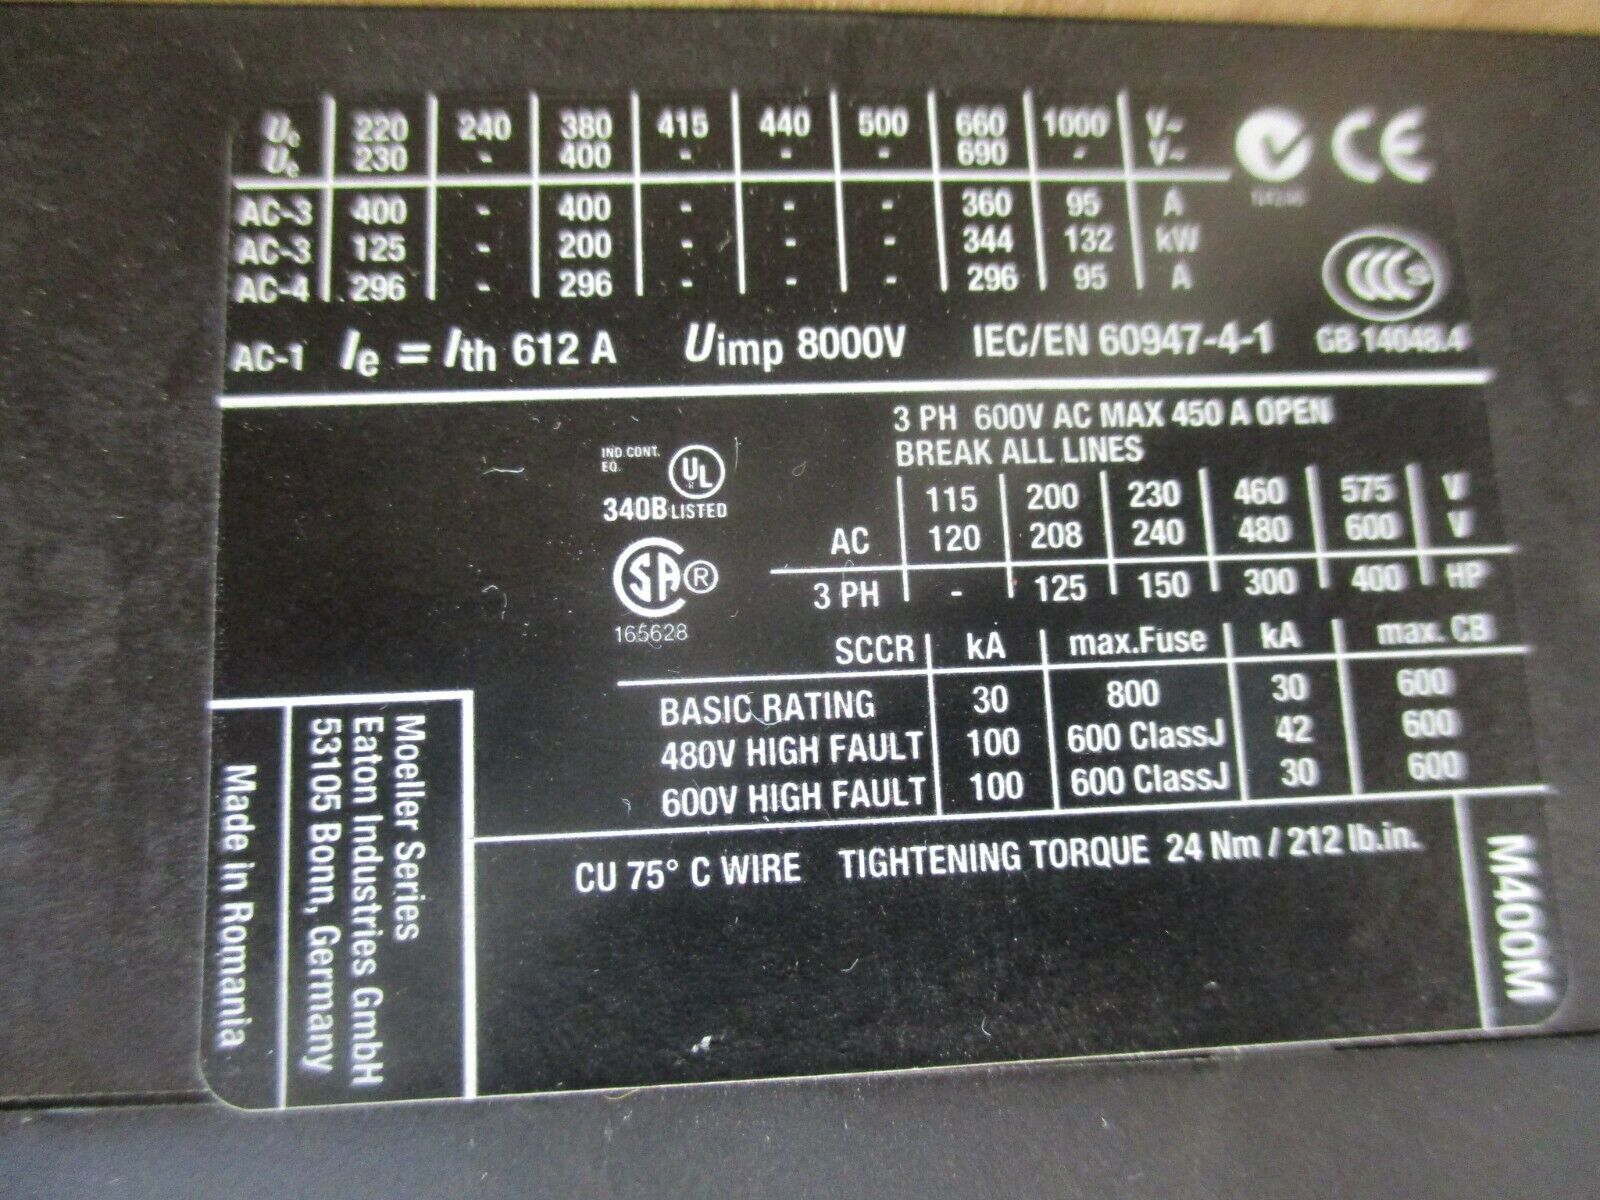 Ue 220 240 380 415 440 500 660 1000 V~
Ue 230 - 400 - - - 690 - V~
AC-3 400 - 400 - - - 360 95 A
AC-3 125 - 200 - - - 344 132 kW
AC-4 296 - 296 - - - 296 95 A
AC-1 Ie = Ith 612 A Uimp 8000V IEC/EN 60947-4-1 GB 14048.4
CE
CCC S
3 PH 600V AC MAX 450 A OPEN
BREAK ALL LINES
IND.CONT.
EQ.
UL
340B LISTED
115 200 230 460 575 V
AC 120 208 240 480 600 V
3 PH - 125 150 300 400 HP
SA ®
165628
SCCR kA max.Fuse kA max. CB
BASIC RATING 30 800 30 600
480V HIGH FAULT 100 600 ClassJ 42 600
600V HIGH FAULT 100 600 ClassJ 30 600
CU 75° C WIRE TIGHTENING TORQUE 24 Nm / 212 lb.in.
M400M
Moeller Series
Eaton Industries GmbH
53105 Bonn, Germany
Made in Romania